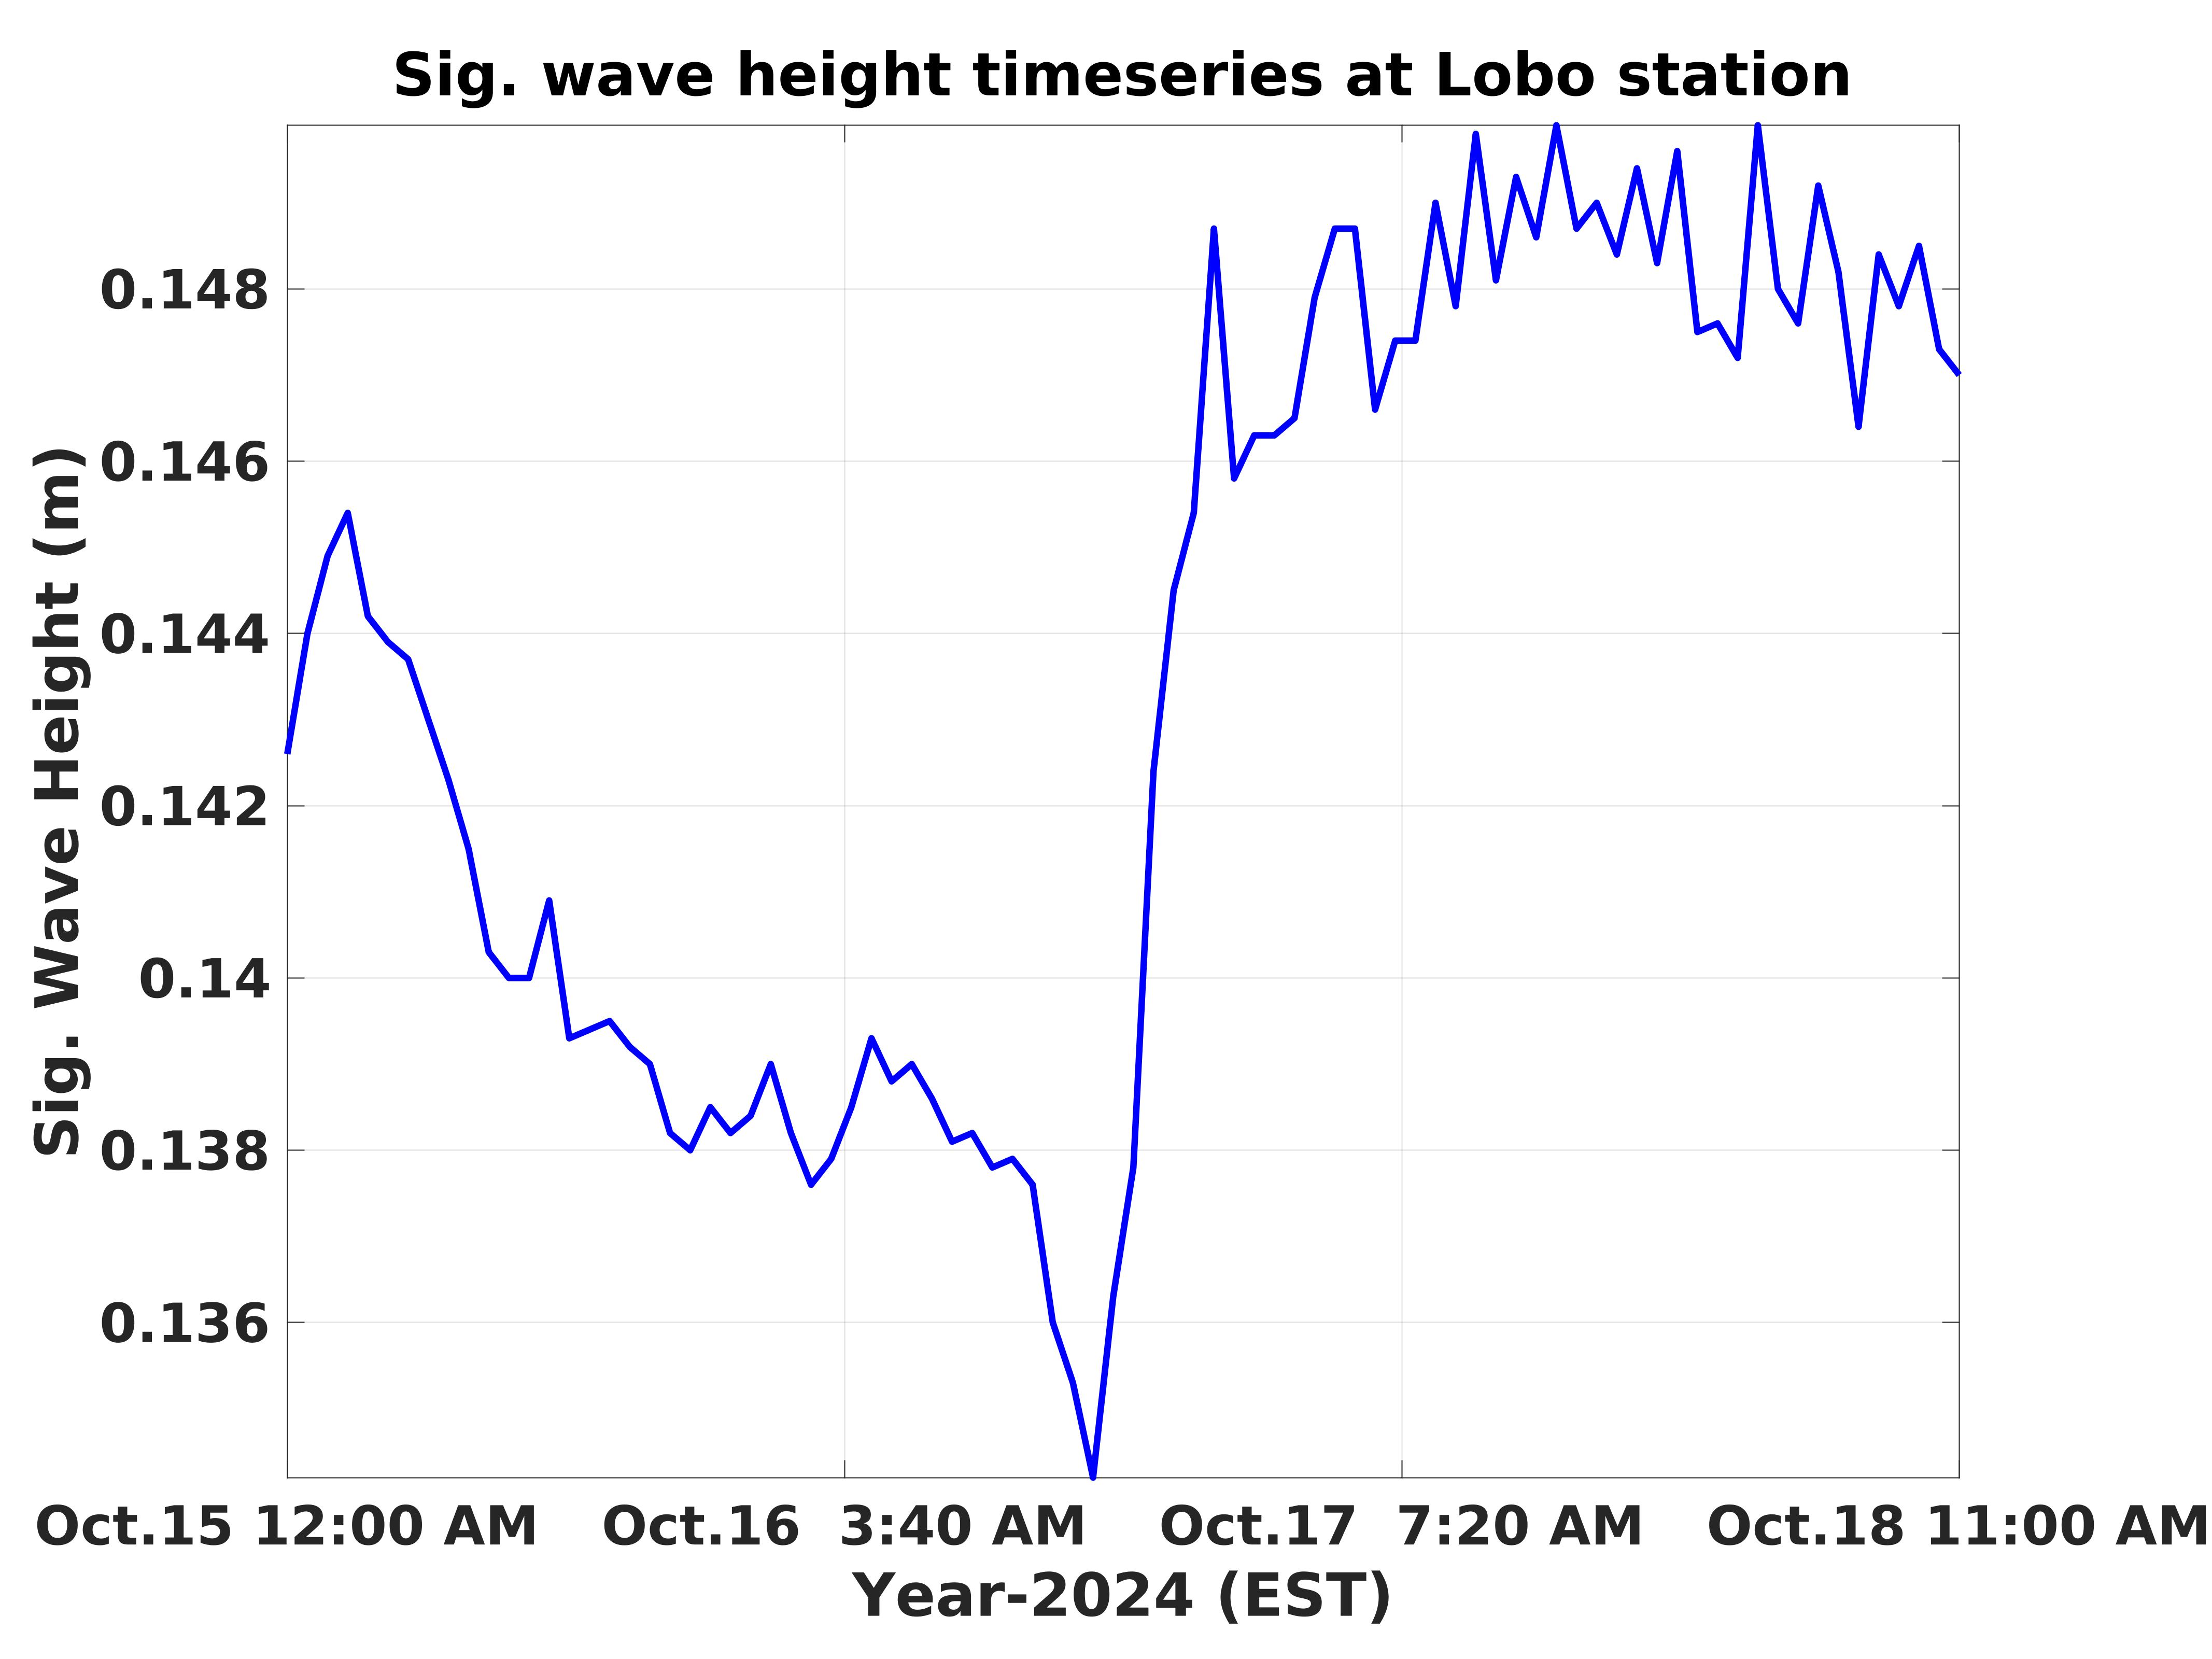 Sig. wave height timeseries at Lobo station
Sig. Wave Height (m)
0.148
0.146
0.144
0.142
0.14
0.138
0.136
Oct.15 12:00 AM Oct.16 3:40 AM Oct.17 7:20 AM Oct.18 11:00 AM
Year-2024 (EST)